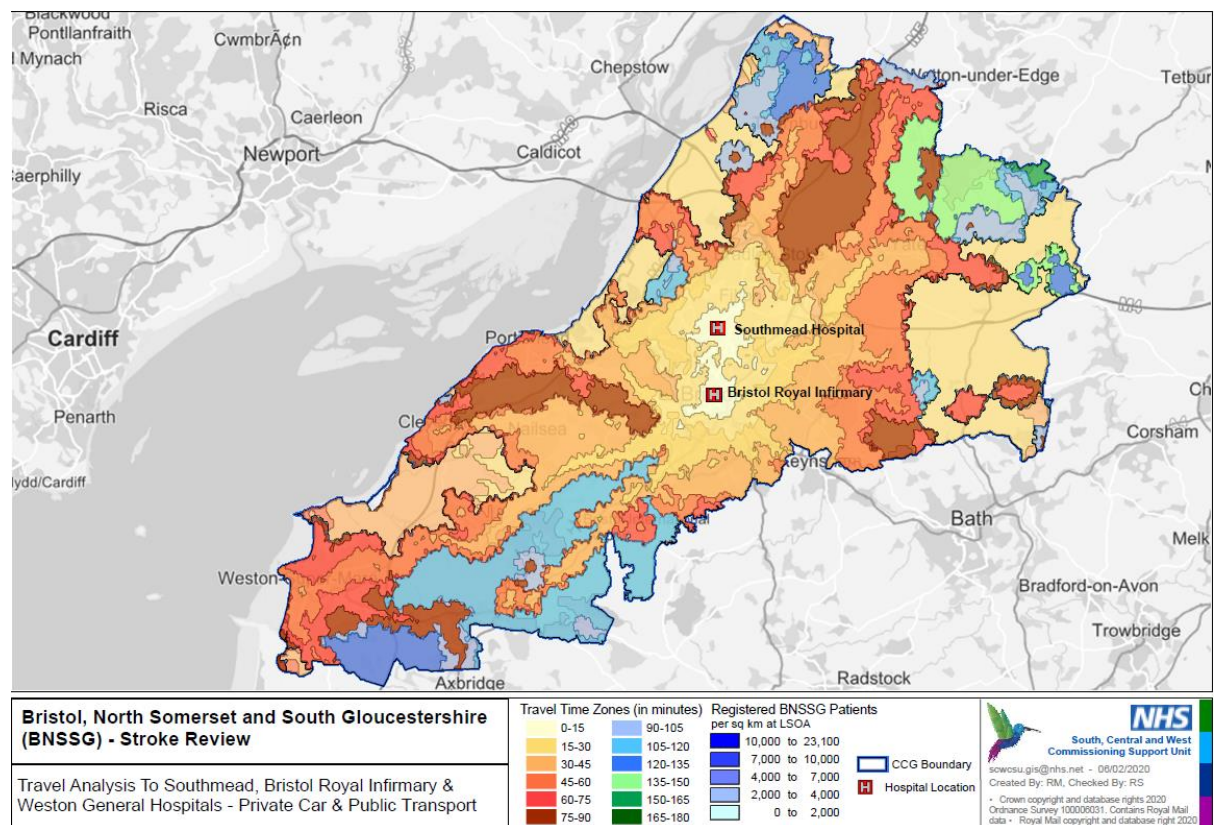 Blackwood
Pontllanfraith
Mynach
CwmbrÃ¢n
Chepstow
Wotton-under-Edge
Tetbur
Risca
Caerleon
Caldicot
Newport
aerphilly
Cardiff
Penarth
Southmead Hospital
Bristol Royal Infirmary
Nailsea
lydd/Cardiff
M4
Corsham
Bath
Melk
Bradford-on-Avon
Trowbridge
Radstock
Axbridge
Bristol, North Somerset and South Gloucestershire
(BNSSG) - Stroke Review
Travel Analysis To Southmead, Bristol Royal Infirmary &
Weston General Hospitals - Private Car & Public Transport
Travel Time Zones (in minutes)
0-15
15-30
30-45
45-60
60-75
75-90
90-105
105-120
120-135
135-150
150-165
165-180
Registered BNSSG Patients
per sq km at LSOA
10,000 to 23,100
7,000 to 10,000
4,000 to 7,000
2,000 to 4,000
0 to 2,000
CCG Boundary
H Hospital Location
NHS
South, Central and West
Commissioning Support Unit
scwcsu.gis@nhs.net - 06/02/2020
Created By: RM, Checked By: RS
• Crown copyright and database rights 2020
Ordnance Survey 100006031. Contains Royal Mail
data • Royal Mail copyright and database right 2020